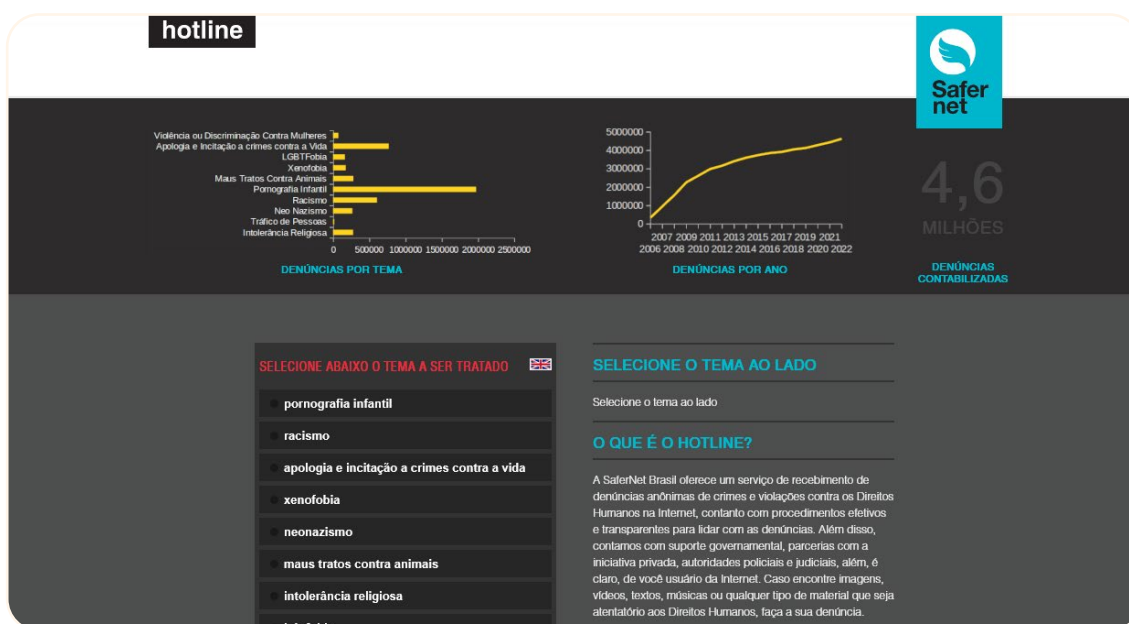 hotline
Safer
net
Violência ou Discriminação Contra Mulheres
Apologia e Incitação a crimes contra a Vida
LGBTFobia
Xenofobia
Maus Tratos Contra Animais
Pornografia Infantil
Racismo
Neo Nazismo
Tráfico de Pessoas
Intolerância Religiosa
0 500000 1000000 1500000 2000000 2500000
DENÚNCIAS POR TEMA
5000000
4000000
3000000
2000000
1000000
0
2007 2009 2011 2013 2015 2017 2019 2021
2006 2008 2010 2012 2014 2016 2018 2020 2022
DENÚNCIAS POR ANO
4,6
MILHÕES
DENÚNCIAS
CONTABILIZADAS
SELECIONE ABAIXO O TEMA A SER TRATADO
pornografia infantil
racismo
apologia e incitação a crimes contra a vida
xenofobia
neonazismo
maus tratos contra animais
intolerância religiosa
SELECIONE O TEMA AO LADO
Selecione o tema ao lado
O QUE É O HOTLINE?
A SaferNet Brasil oferece um serviço de recebimento de
denúncias anônimas de crimes e violações contra os Direitos
Humanos na Internet, contanto com procedimentos efetivos
e transparentes para lidar com as denúncias. Além disso,
contamos com suporte governamental, parcerias com a
iniciativa privada, autoridades policiais e judiciais, além, é
claro, de você usuário da Internet. Caso encontre imagens,
vídeos, textos, músicas ou qualquer tipo de material que seja
atentatório aos Direitos Humanos, faça a sua denúncia.